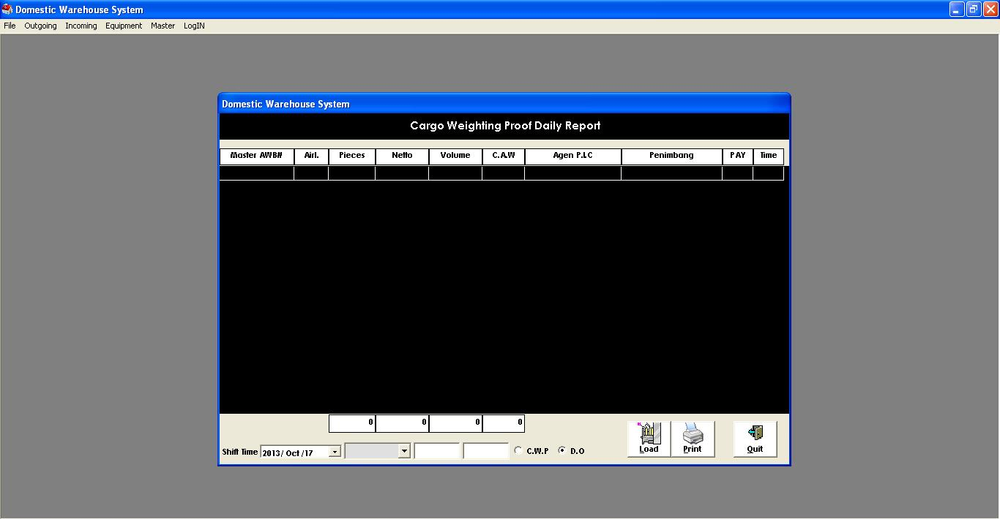 Domestic Warehouse System
File Outgoing Incoming Equipment Master LogIN
Domestic Warehouse System
Cargo Weighting Proof Daily Report
Master AWB# Airl. Pieces Netto Volume C.A.W Agen P.I.C Penimbang PAY Time
0 0 0 0
Shift Time 2013/ Oct /17 C.W.P D.O Load Print Quit